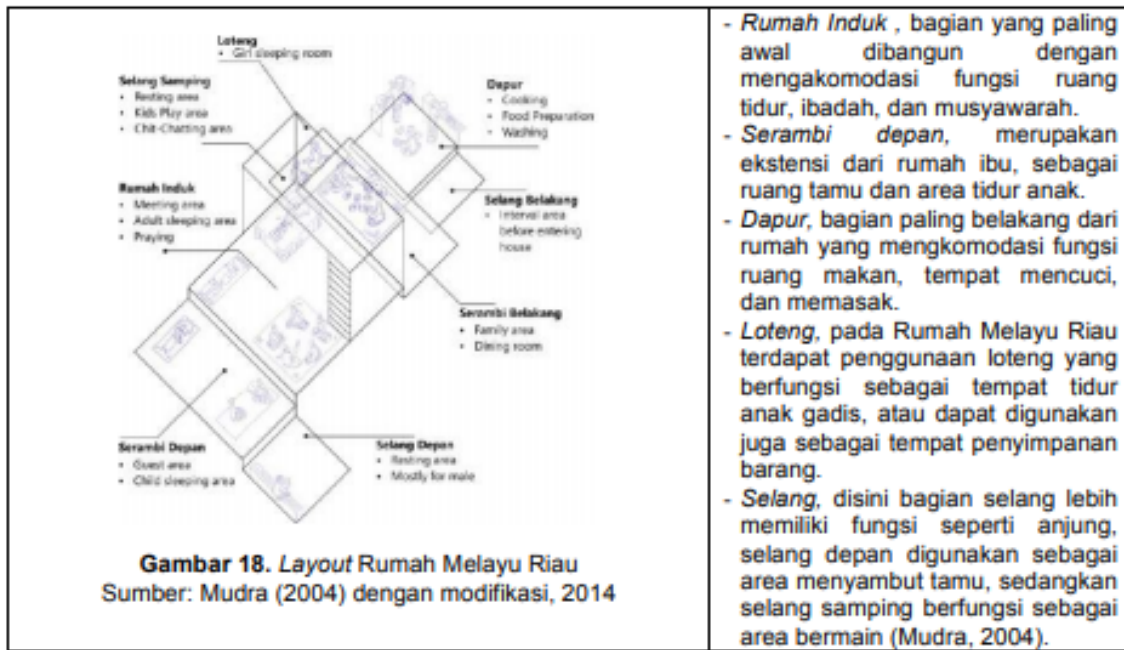 Loteng
• Girl sleeping room
Selang Samping
• Resting area
• Kids Play area
• Chit-Chatting area
Dapur
• Cooking
• Food Preparation
• Washing
Rumah Induk
• Meeting area
• Adult sleeping area
• Praying
Selang Belakang
• Interval area
before entering
house
Serambi Belakang
• Family area
• Dining room
Serambi Depan
• Guest area
• Child sleeping area
Selang Depan
• Resting area
• Mostly for male
Gambar 18. Layout Rumah Melayu Riau
Sumber: Mudra (2004) dengan modifikasi, 2014
- Rumah Induk , bagian yang paling
awal dibangun dengan
mengakomodasi fungsi ruang
tidur, ibadah, dan musyawarah.
- Serambi depan, merupakan
ekstensi dari rumah ibu, sebagai
ruang tamu dan area tidur anak.
- Dapur, bagian paling belakang dari
rumah yang mengkomodasi fungsi
ruang makan, tempat mencuci,
dan memasak.
- Loteng, pada Rumah Melayu Riau
terdapat penggunaan loteng yang
berfungsi sebagai tempat tidur
anak gadis, atau dapat digunakan
juga sebagai tempat penyimpanan
barang.
- Selang, disini bagian selang lebih
memiliki fungsi seperti anjung,
selang depan digunakan sebagai
area menyambut tamu, sedangkan
selang samping berfungsi sebagai
area bermain (Mudra, 2004).